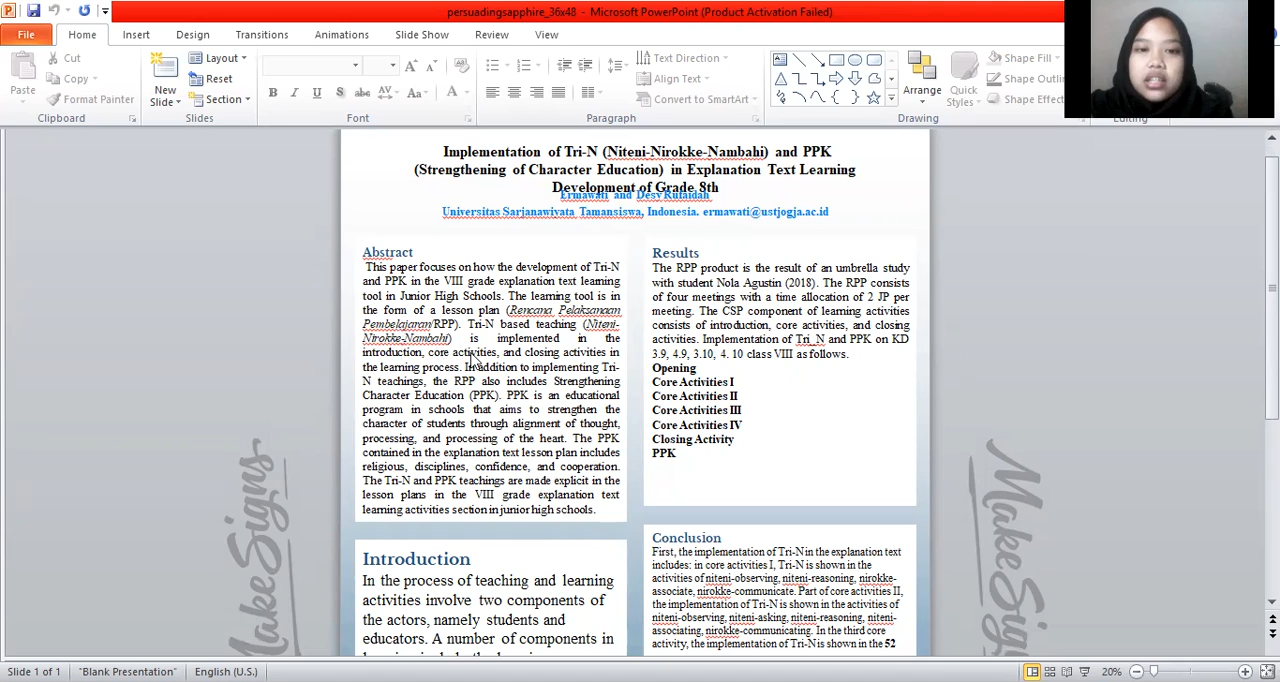 persuadingsapphire_36x48 - Microsoft PowerPoint (Product Activation Failed)
File Home Insert Design Transitions Animations Slide Show Review View
Paste
Cut
Copy
Format Painter
Clipboard
New Slide
Layout
Reset
Section
Slides
Font
Paragraph
Text Direction
Align Text
Convert to SmartArt
Arrange
Quick Styles
Shape Fill
Shape Outli
Shape Effect
Drawing
Editing
Implementation of Tri-N (Niteni-Nirokke-Nambahi) and PPK
(Strengthening of Character Education) in Explanation Text Learning
Development of Grade 8th
Ermawati and Desy Rufaidah
Universitas Sarjanawiyata Tamansiswa, Indonesia. ermawati@ustjogja.ac.id
Abstract
This paper focuses on how the development of Tri-N
and PPK in the VIII grade explanation text learning
tool in Junior High Schools. The learning tool is in
the form of a lesson plan (Rencana Pelaksanaan
Pembelajaran/RPP). Tri-N based teaching (Niteni-
Nirokke-Nambahi) is implemented in the
introduction, core activities, and closing activities in
the learning process. In addition to implementing Tri-
N teachings, the RPP also includes Strengthening
Character Education (PPK). PPK is an educational
program in schools that aims to strengthen the
character of students through alignment of thought,
processing, and processing of the heart. The PPK
contained in the explanation text lesson plan includes
religious, disciplines, confidence, and cooperation.
The Tri-N and PPK teachings are made explicit in the
lesson plans in the VIII grade explanation text
learning activities section in junior high schools.
Introduction
In the process of teaching and learning
activities involve two components of
the actors, namely students and
educators. A number of components in
Results
The RPP product is the result of an umbrella study
with student Nola Agustin (2018). The RPP consists
of four meetings with a time allocation of 2 JP per
meeting. The CSP component of learning activities
consists of introduction, core activities, and closing
activities. Implementation of Tri_N and PPK on KD
3.9, 4.9, 3.10, 4. 10 class VIII as follows.
Opening
Core Activities I
Core Activities II
Core Activities III
Core Activities IV
Closing Activity
PPK
Conclusion
First, the implementation of Tri-N in the explanation text
includes: in core activities I, Tri-N is shown in the
activities of niteni-observing, niteni-reasoning, nirokke-
associate, nirokke-communicate. Part of core activities II,
the implementation of Tri-N is shown in the activities of
niteni-observing, niteni-asking, niteni-reasoning, niteni-
associating, nirokke-communicating. In the third core
activity, the implementation of Tri-N is shown in the 52
MakeSigns
MakeSign
Slide 1 of 1 "Blank Presentation" English (U.S.) 20%